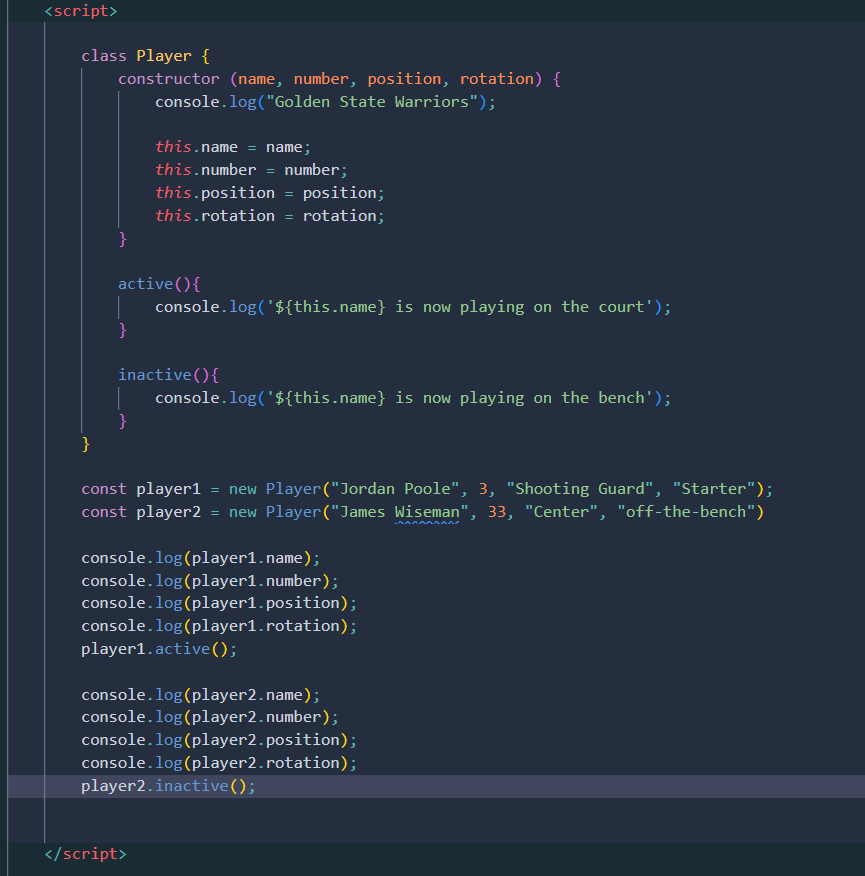 <script>
class Player {
constructor (name, number, position, rotation) {
console.log("Golden State Warriors");
this.name = name;
this.number = number;
this.position = position;
this.rotation = rotation;
}
active(){
console.log('${this.name} is now playing on the court');
}
inactive(){
console.log('${this.name} is now playing on the bench');
}
}
const player1 = new Player("Jordan Poole", 3, "Shooting Guard", "Starter");
const player2 = new Player("James Wiseman", 33, "Center", "off-the-bench")
console.log(player1.name);
console.log(player1.number);
console.log(player1.position);
console.log(player1.rotation);
player1.active();
console.log(player2.name);
console.log(player2.number);
console.log(player2.position);
console.log(player2.rotation);
player2.inactive();
</script>